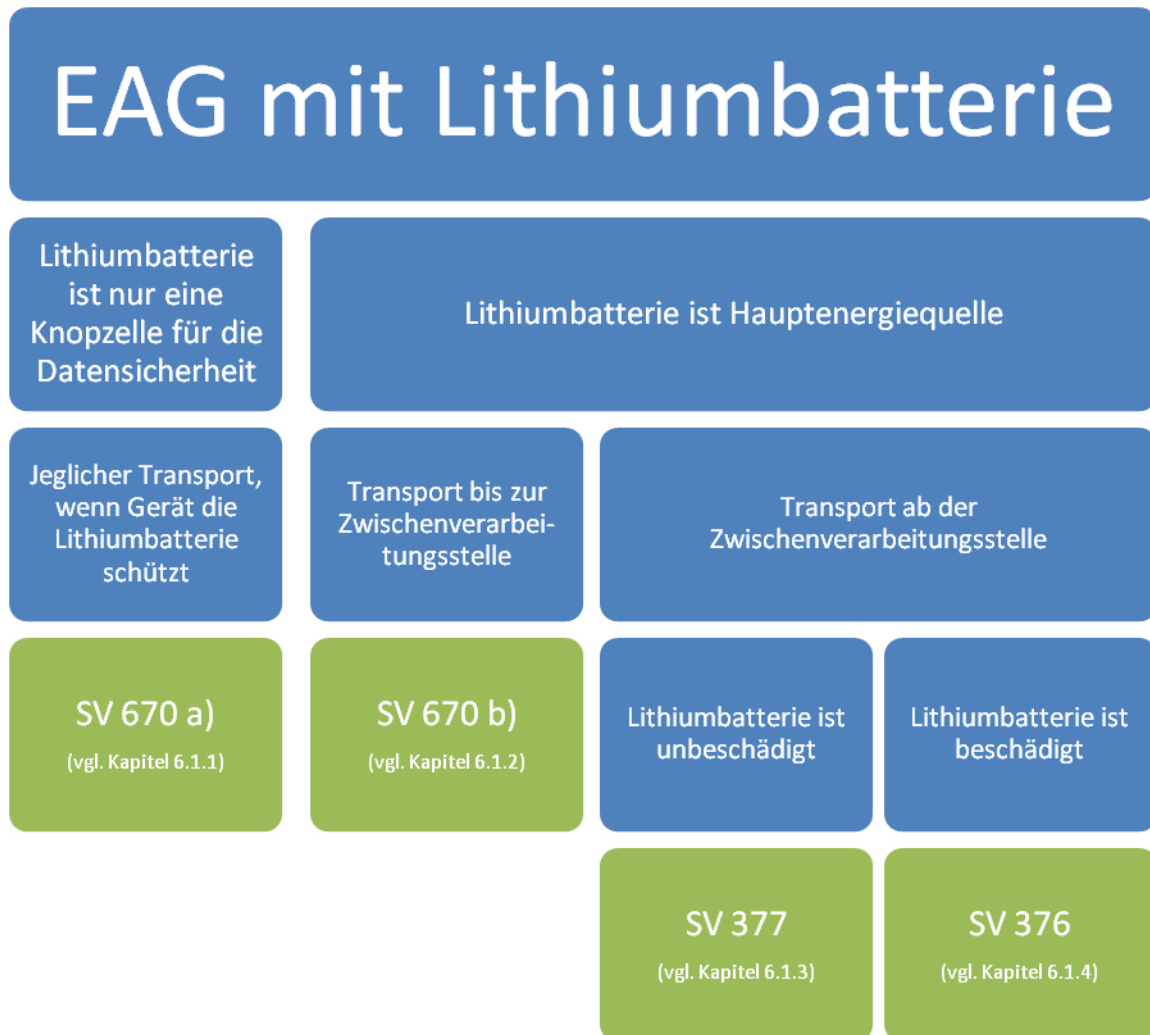 EAG mit Lithiumbatterie
Lithiumbatterie
ist nur eine
Knopzelle für die
Datensicherheit
Lithiumbatterie ist Hauptenergiequelle
Jeglicher Transport,
wenn Gerät die
Lithiumbatterie
schützt
Transport bis zur
Zwischenverarbei-
tungsstelle
Transport ab der
Zwischenverarbeitungsstelle
SV 670 a)
(vgl. Kapitel 6.1.1)
SV 670 b)
(vgl. Kapitel 6.1.2)
Lithiumbatterie ist
unbeschädigt
Lithiumbatterie ist
beschädigt
SV 377
(vgl. Kapitel 6.1.3)
SV 376
(vgl. Kapitel 6.1.4)